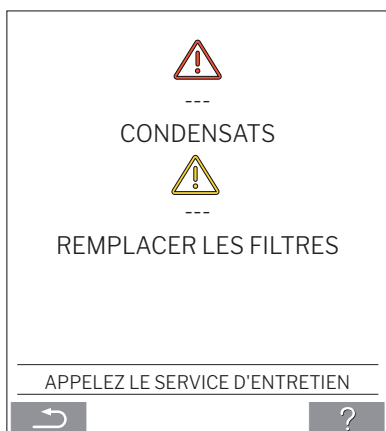 ---
CONDENSATS
---
REMPLACER LES FILTRES
APPELEZ LE SERVICE D'ENTRETIEN
?